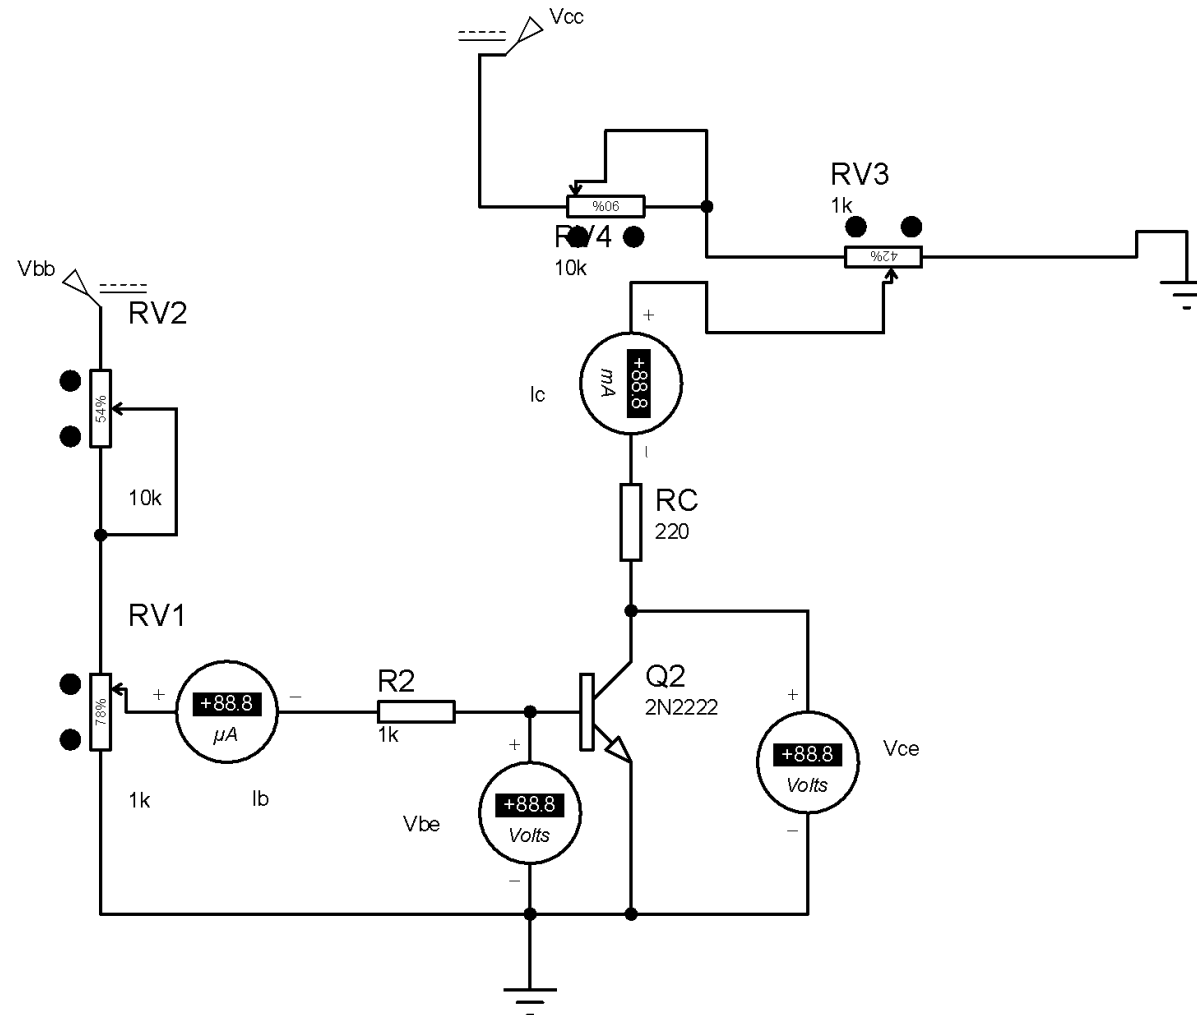 Vcc
RV3
1k
90%
RV4
10k
42%
Vbb
RV2
54%
10k
+
+88.8
mA
Ic
RC
220
RV1
78%
1k
+
+88.8
µA
−
Ib
R2
1k
Q2
2N2222
+
+88.8
Volts
−
Vbe
+
+88.8
Volts
−
Vce